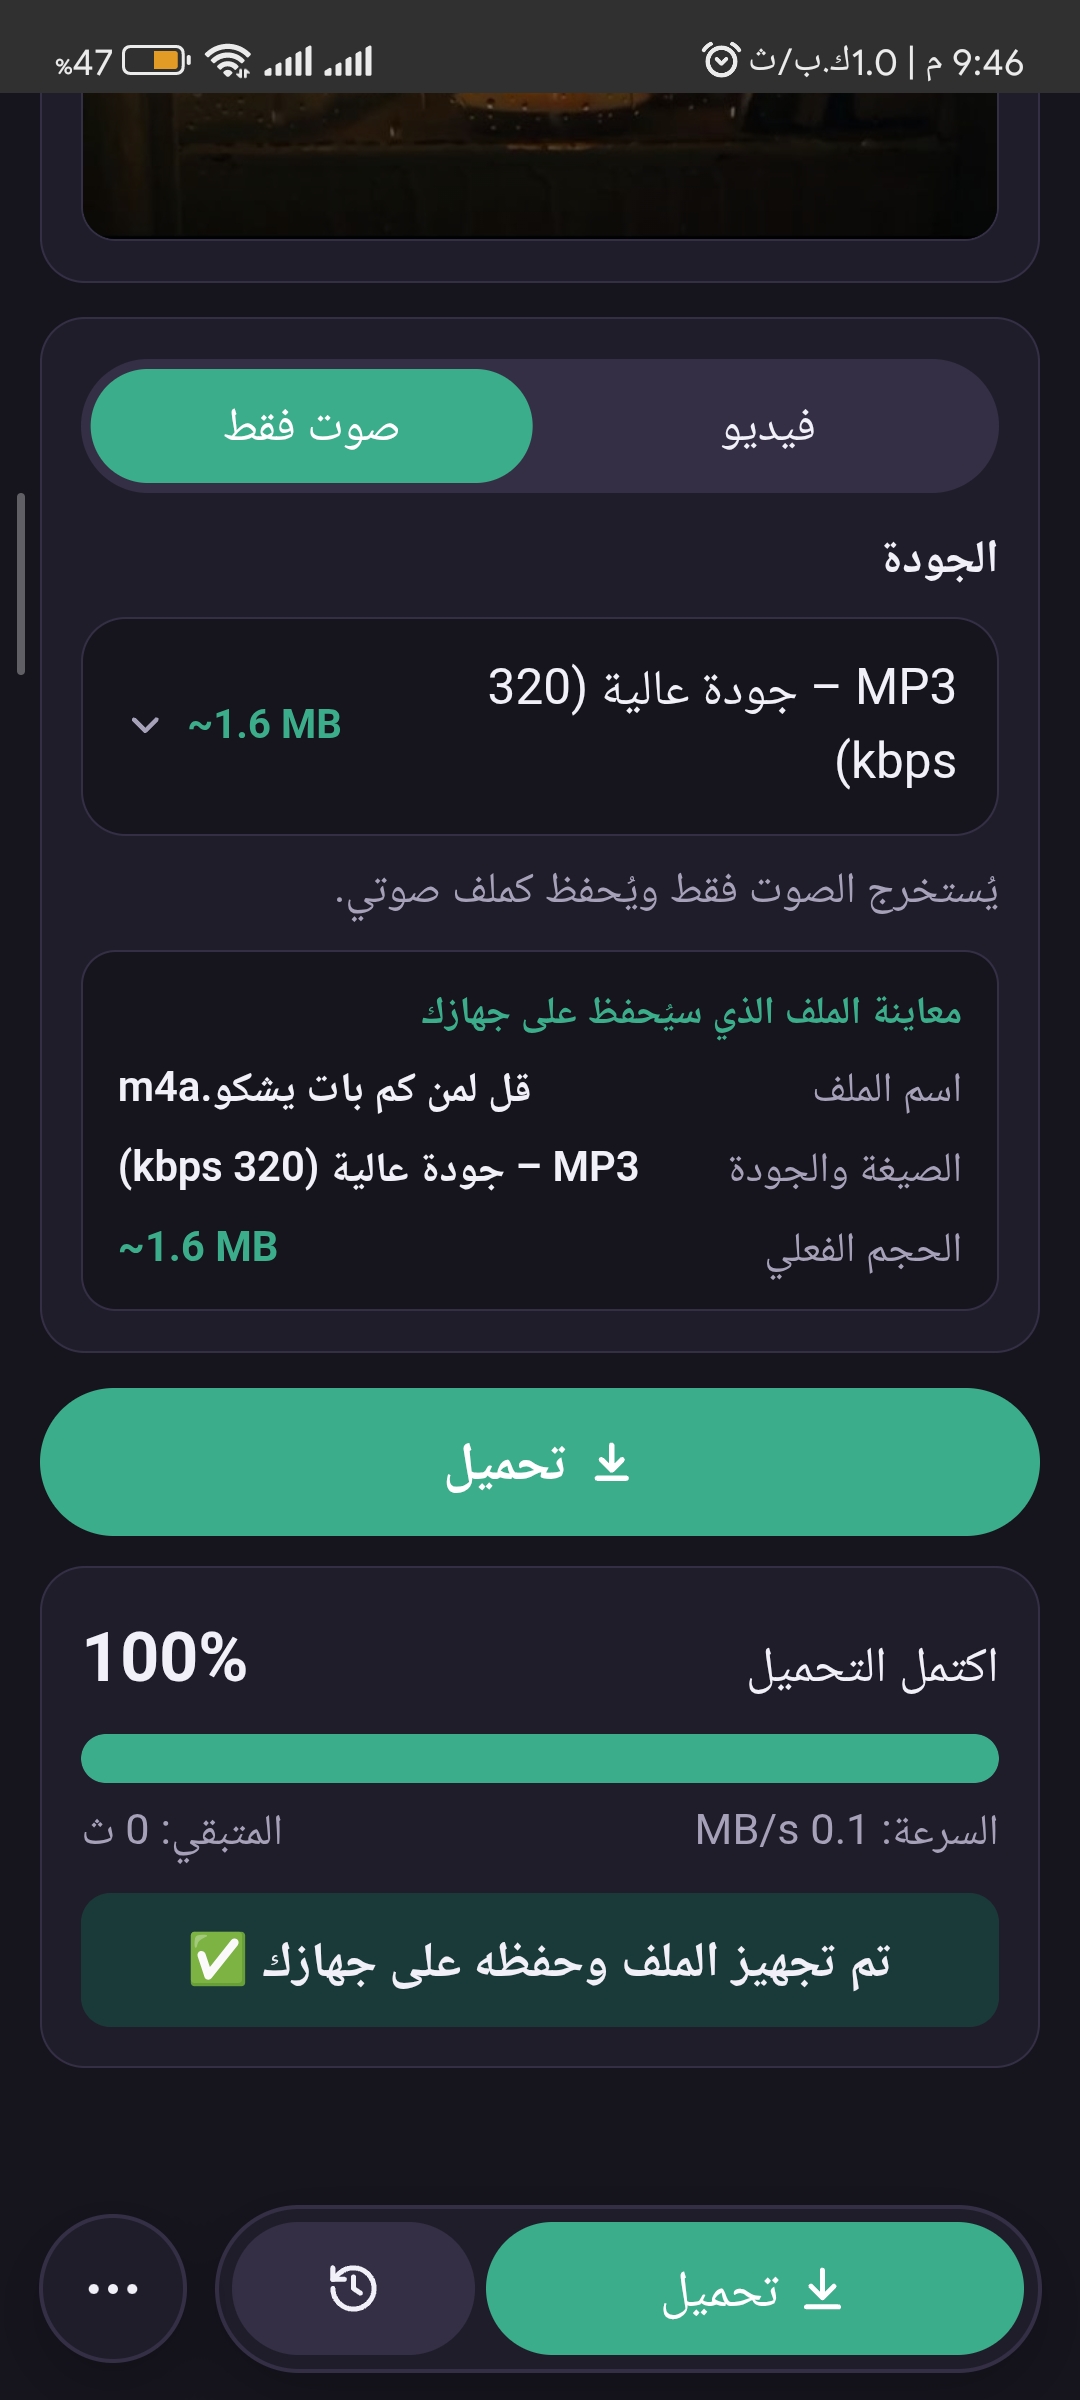 9:46 م | 1.0ك.ب/ث
%47
صوت فقط
فيديو
الجودة
MP3 – جودة عالية (320
kbps)
~1.6 MB
يُستخرج الصوت فقط ويُحفظ كملف صوتي.
معاينة الملف الذي سيُحفظ على جهازك
اسم الملف قل لمن كم بات يشكو.m4a
الصيغة والجودة MP3 – جودة عالية (320 kbps)
الحجم الفعلي ~1.6 MB
تحميل
اكتمل التحميل 100%
السرعة: 0.1 MB/s المتبقي: 0 ث
تم تجهيز الملف وحفظه على جهازك ✅
تحميل